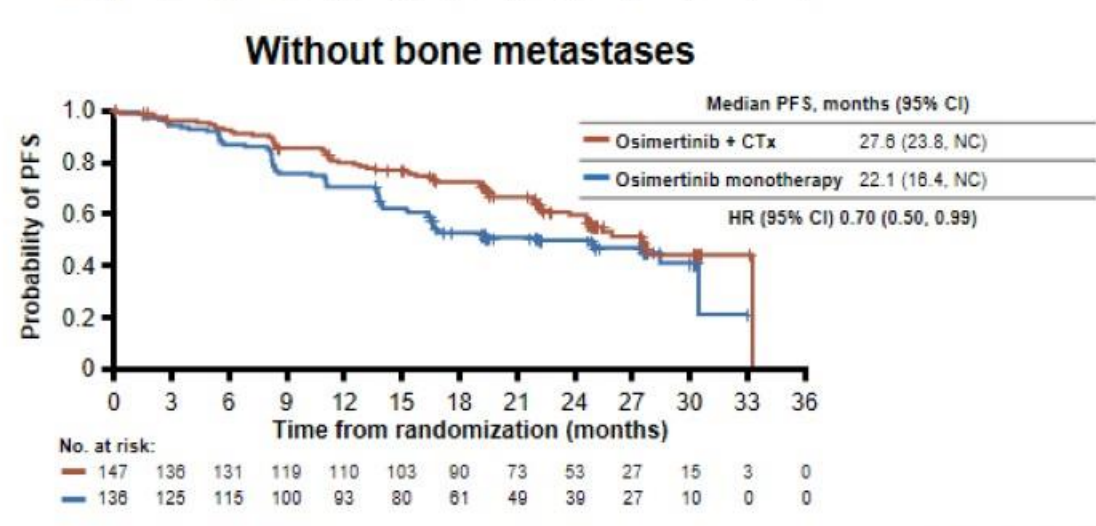 Without bone metastases
Median PFS, months (95% CI)
Osimertinib + CTx 27.6 (23.8, NC)
Osimertinib monotherapy 22.1 (16.4, NC)
HR (95% CI) 0.70 (0.50, 0.99)
Probability of PFS
1.0
0.8
0.6
0.4
0.2
0
0 3 6 9 12 15 18 21 24 27 30 33 36
Time from randomization (months)
No. at risk:
147 136 131 119 110 103 90 73 53 27 15 3 0
136 125 115 100 93 80 61 49 39 27 10 0 0